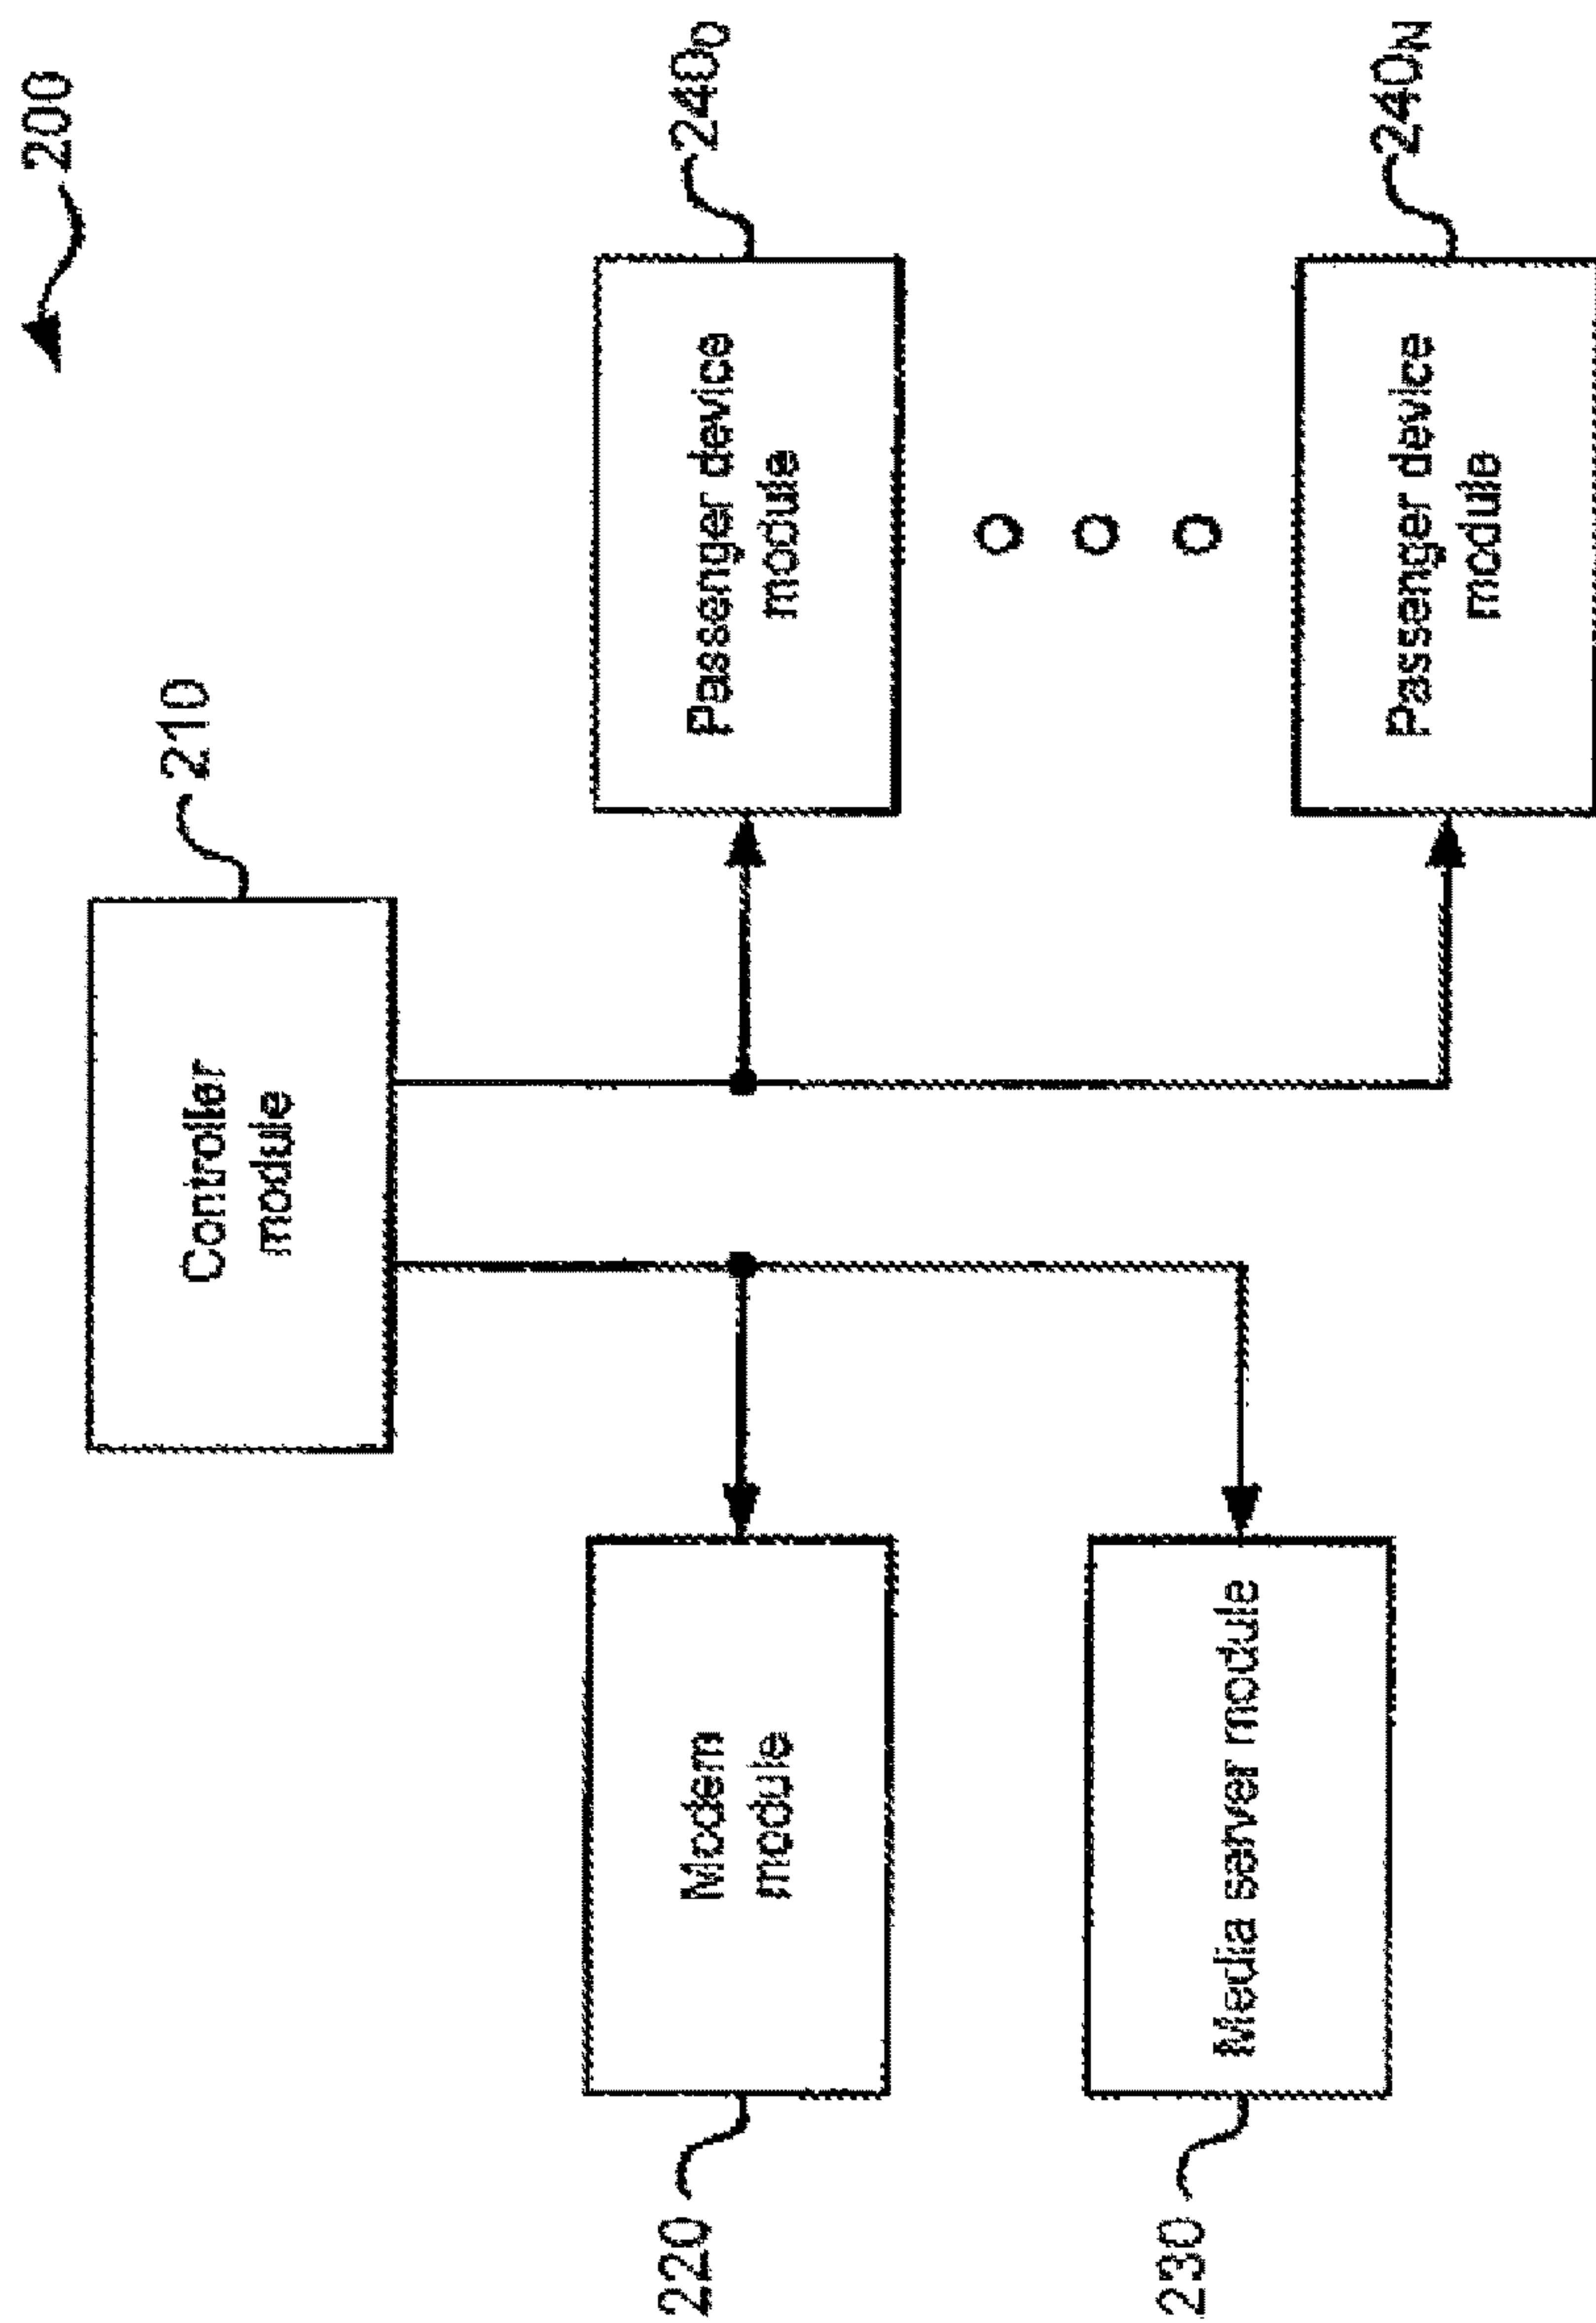 200
210
Controller
module
220
Modem
module
Passenger device
module
240₀
230
Media server module
Passenger device
module
240N